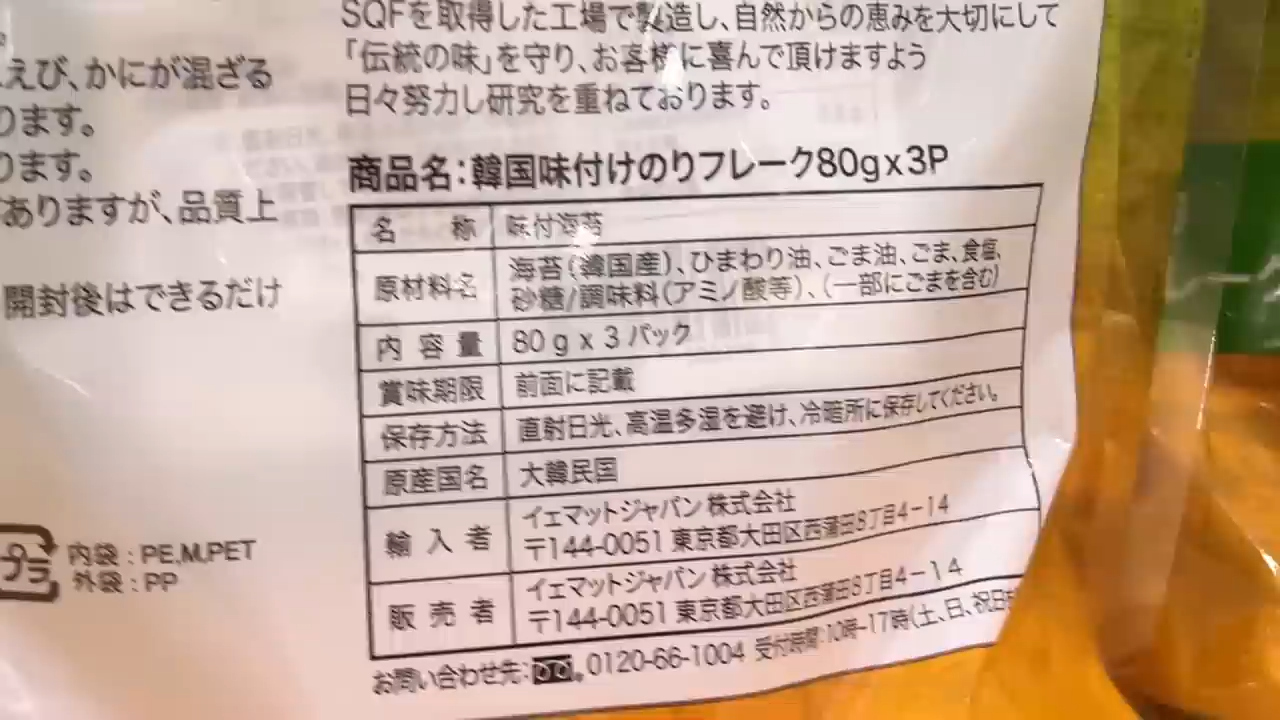 えび、かにが混ざる
ります。
ります。
ありますが、品質上
開封後はできるだけ
プラ
内袋 : PE,M,PET
外袋 : PP
SQFを取得した工場で製造し、自然からの恵みを大切にして
「伝統の味」を守り、お客様に喜んで頂けますよう
日々努力し研究を重ねております。
商品名:韓国味付けのりフレーク80gx3P
名 称 味付海苔
原材料名 海苔(韓国産)、ひまわり油、ごま油、ごま、食塩、
砂糖/調味料(アミノ酸等)、(一部にごまを含む)
内 容 量 80g x 3 パック
賞味期限 前面に記載
保存方法 直射日光、高温多湿を避け、冷暗所に保存してください。
原産国名 大韓民国
輸 入 者 イェマットジャパン 株式会社
〒144-0051 東京都大田区西蒲田8丁目4-14
販 売 者 イェマットジャパン 株式会社
〒144-0051 東京都大田区西蒲田8丁目4-14
お問い合わせ先: 0120-66-1004 受付時間:10時-17時(土、日、祝日